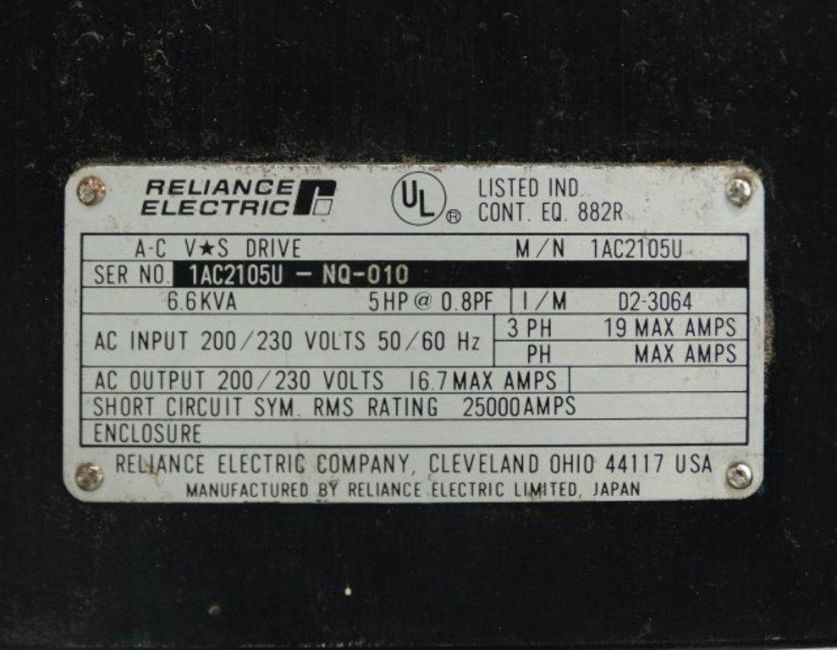 RELIANCE
ELECTRIC
UL
®
LISTED IND.
CONT. EQ. 882R
A-C V★S DRIVE M/N 1AC2105U
SER NO. 1AC2105U - NQ-010
6.6KVA 5HP @ 0.8PF I/M D2-3064
AC INPUT 200/230 VOLTS 50/60 Hz
3 PH 19 MAX AMPS
PH MAX AMPS
AC OUTPUT 200/230 VOLTS 16.7 MAX AMPS
SHORT CIRCUIT SYM. RMS RATING 25000 AMPS
ENCLOSURE
RELIANCE ELECTRIC COMPANY, CLEVELAND OHIO 44117 USA
MANUFACTURED BY RELIANCE ELECTRIC LIMITED, JAPAN